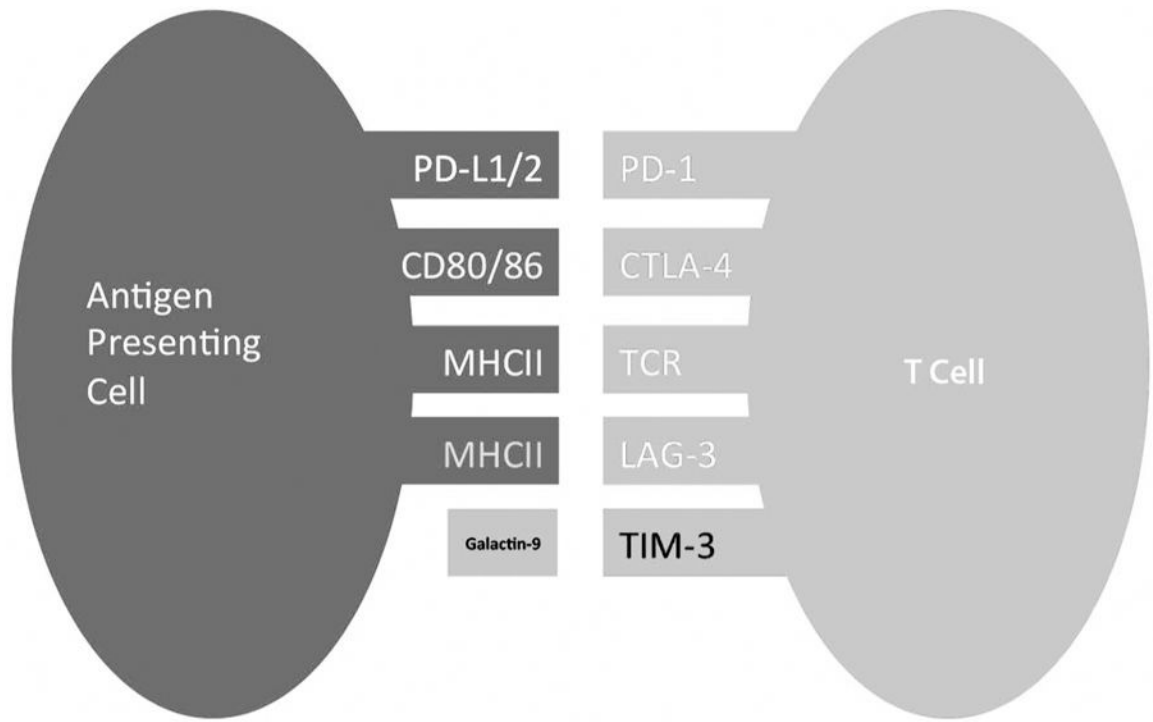 PD-L1/2 PD-1
CD80/86 CTLA-4
Antigen
Presenting
Cell
MHCII TCR
T Cell
MHCII LAG-3
Galactin-9 TIM-3